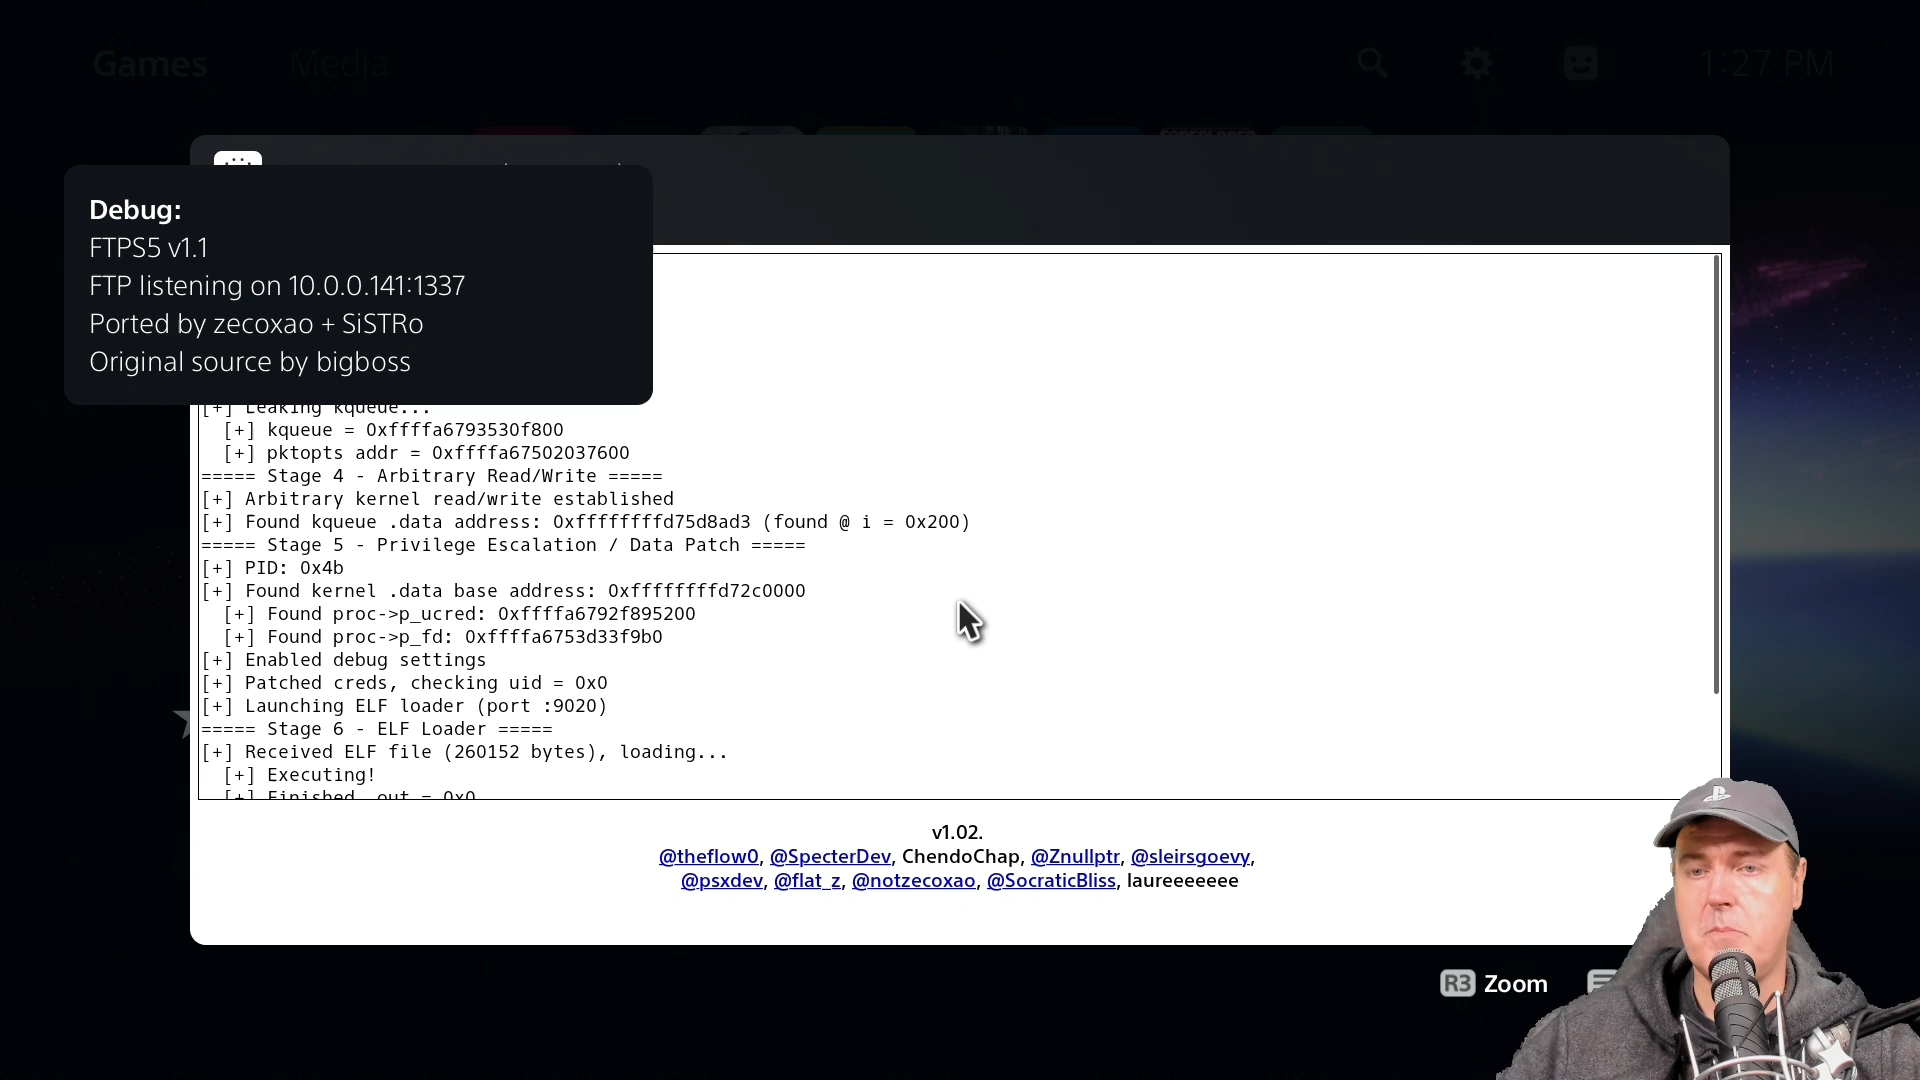 Games
Media
1:27 PM
Debug:
FTPS5 v1.1
FTP listening on 10.0.0.141:1337
Ported by zecoxao + SiSTRo
Original source by bigboss
[+] Leaking kqueue...
[+] kqueue = 0xffffa6793530f800
[+] pktopts addr = 0xffffa67502037600
===== Stage 4 - Arbitrary Read/Write =====
[+] Arbitrary kernel read/write established
[+] Found kqueue .data address: 0xffffffffd75d8ad3 (found @ i = 0x200)
===== Stage 5 - Privilege Escalation / Data Patch =====
[+] PID: 0x4b
[+] Found kernel .data base address: 0xffffffffd72c0000
[+] Found proc->p_ucred: 0xffffa6792f895200
[+] Found proc->p_fd: 0xffffa6753d33f9b0
[+] Enabled debug settings
[+] Patched creds, checking uid = 0x0
[+] Launching ELF loader (port :9020)
===== Stage 6 - ELF Loader =====
[+] Received ELF file (260152 bytes), loading...
[+] Executing!
[+] Finished, out = 0x0
v1.02.
@theflow0, @SpecterDev, ChendoChap, @Znullptr, @sleirsgoevy,
@psxdev, @flat_z, @notzecoxao, @SocraticBliss, laureeeeeee
R3 Zoom